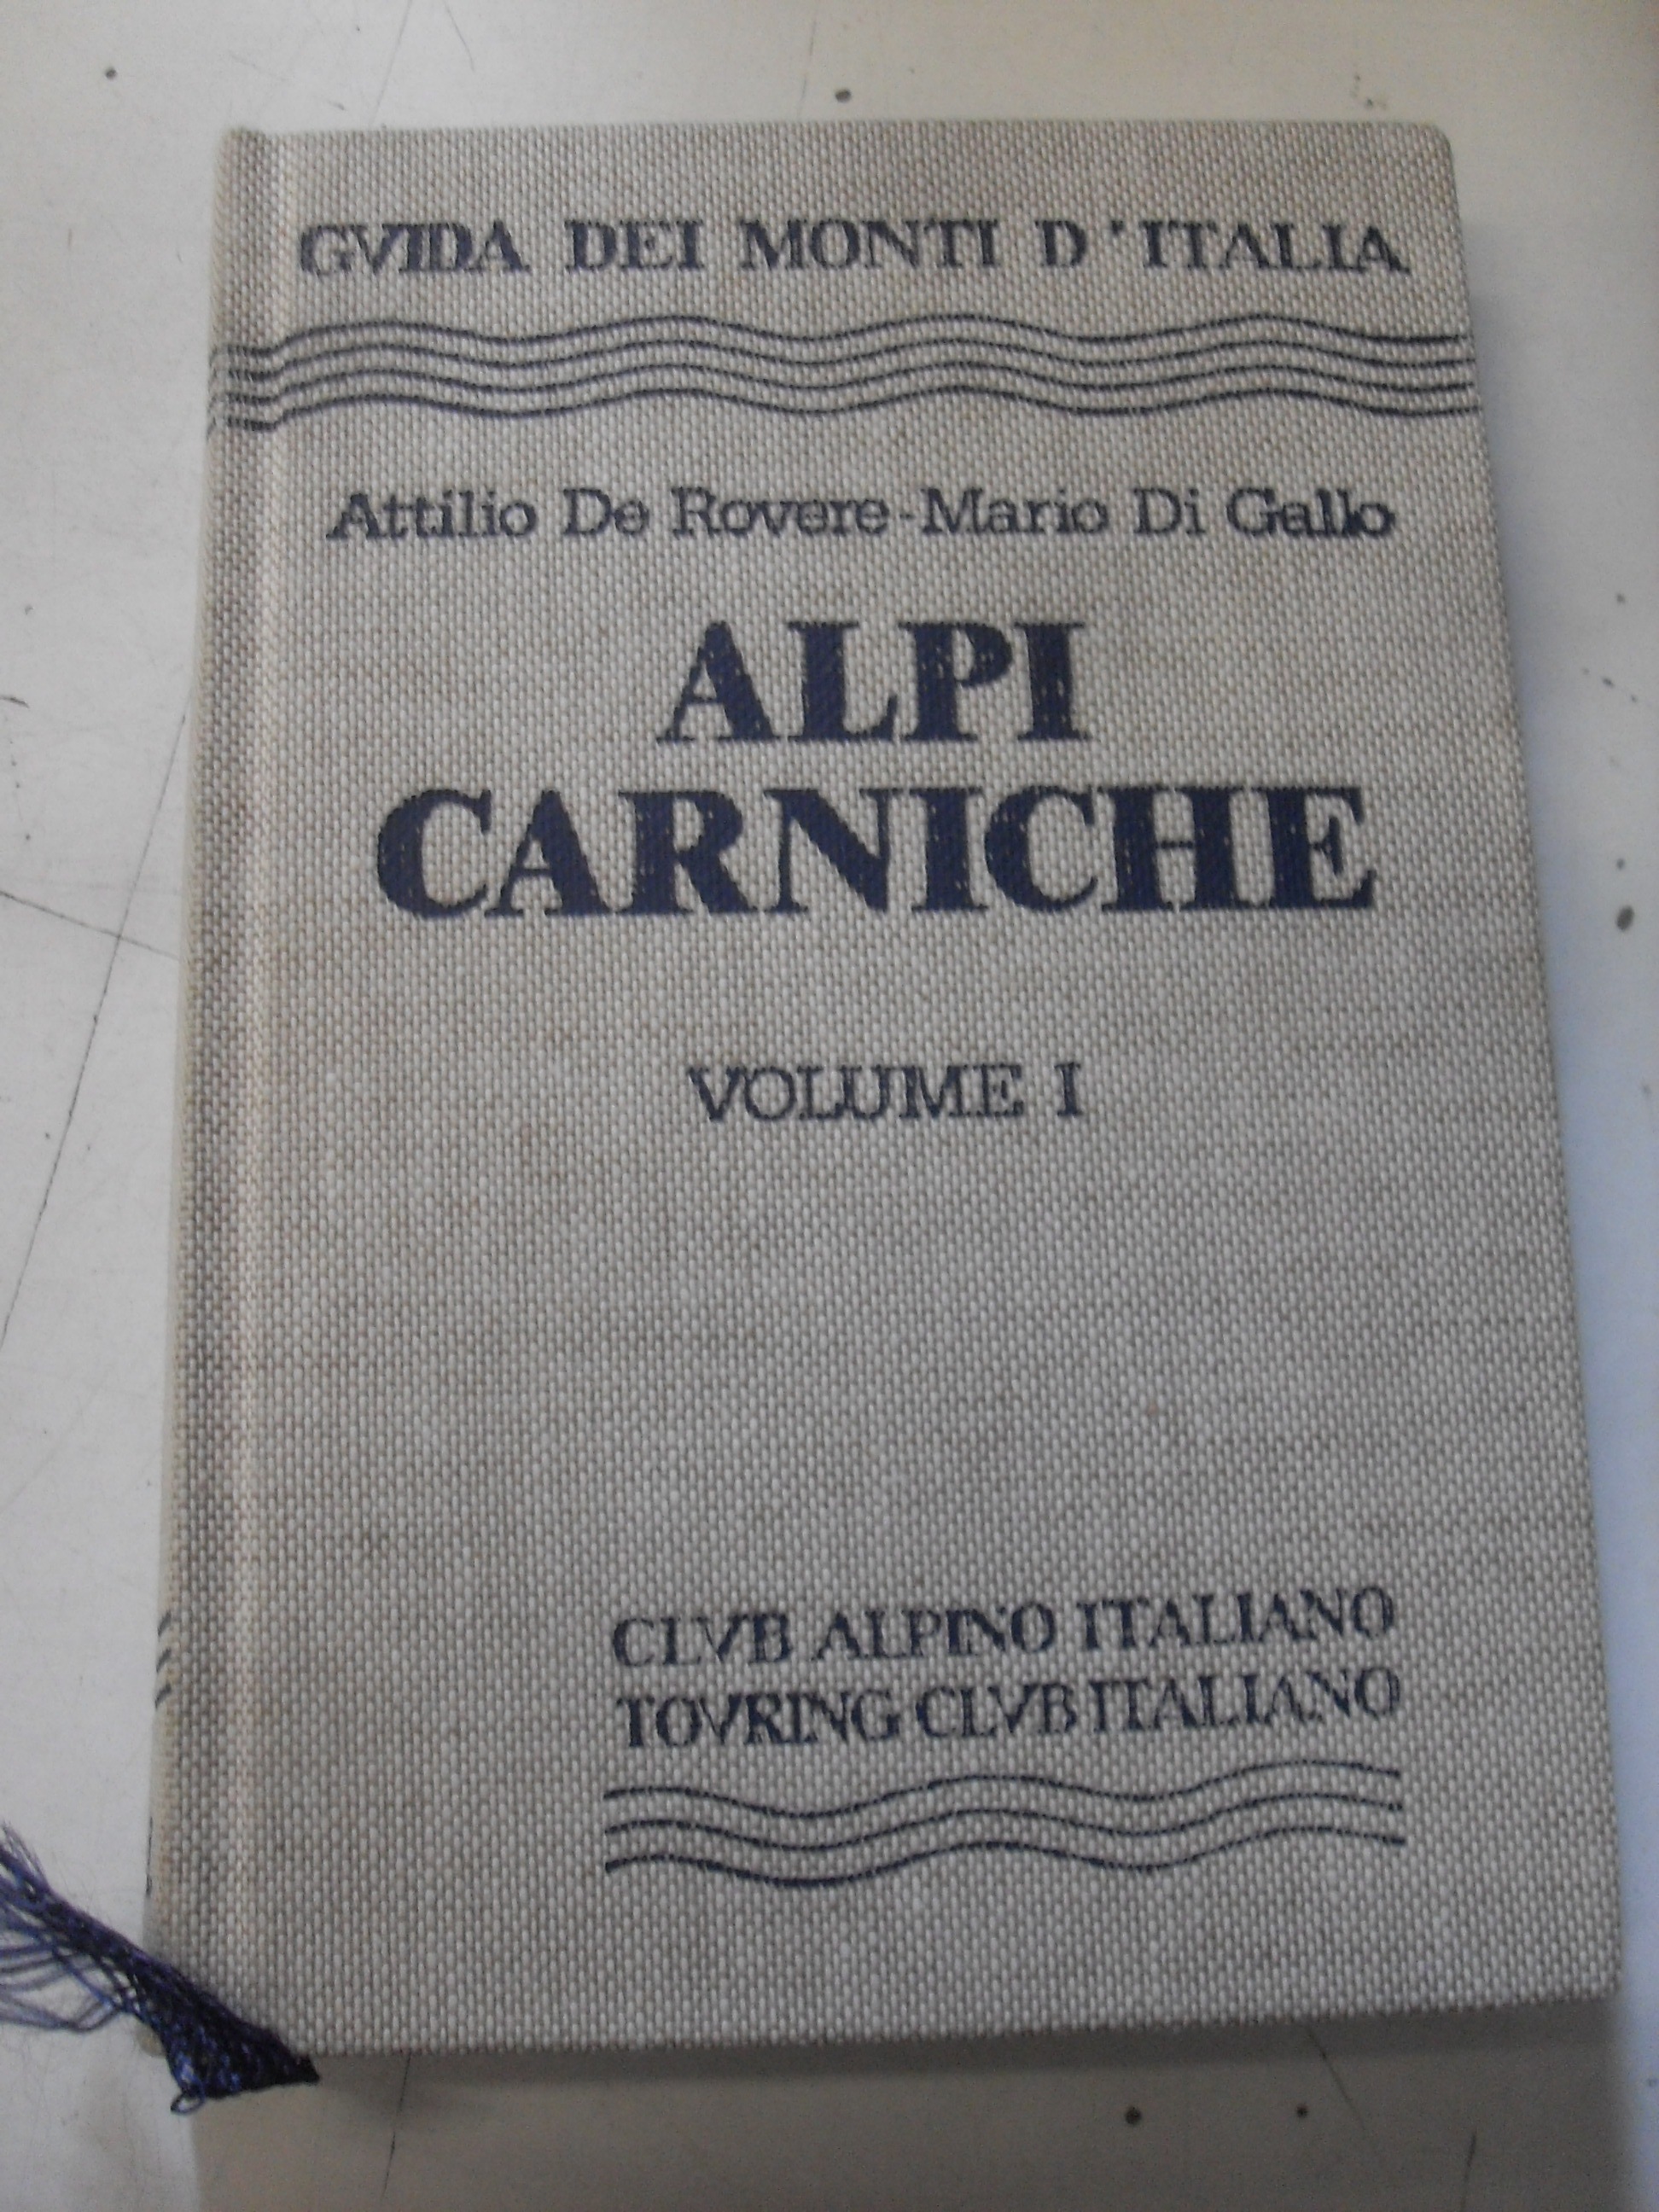 GVIDA DEI MONTI D'ITALIA
Attilio De Rovere-Mario Di Gallo
ALPI
CARNICHE
VOLUME I
CLVB ALPINO ITALIANO
TOVRING CLVB ITALIANO